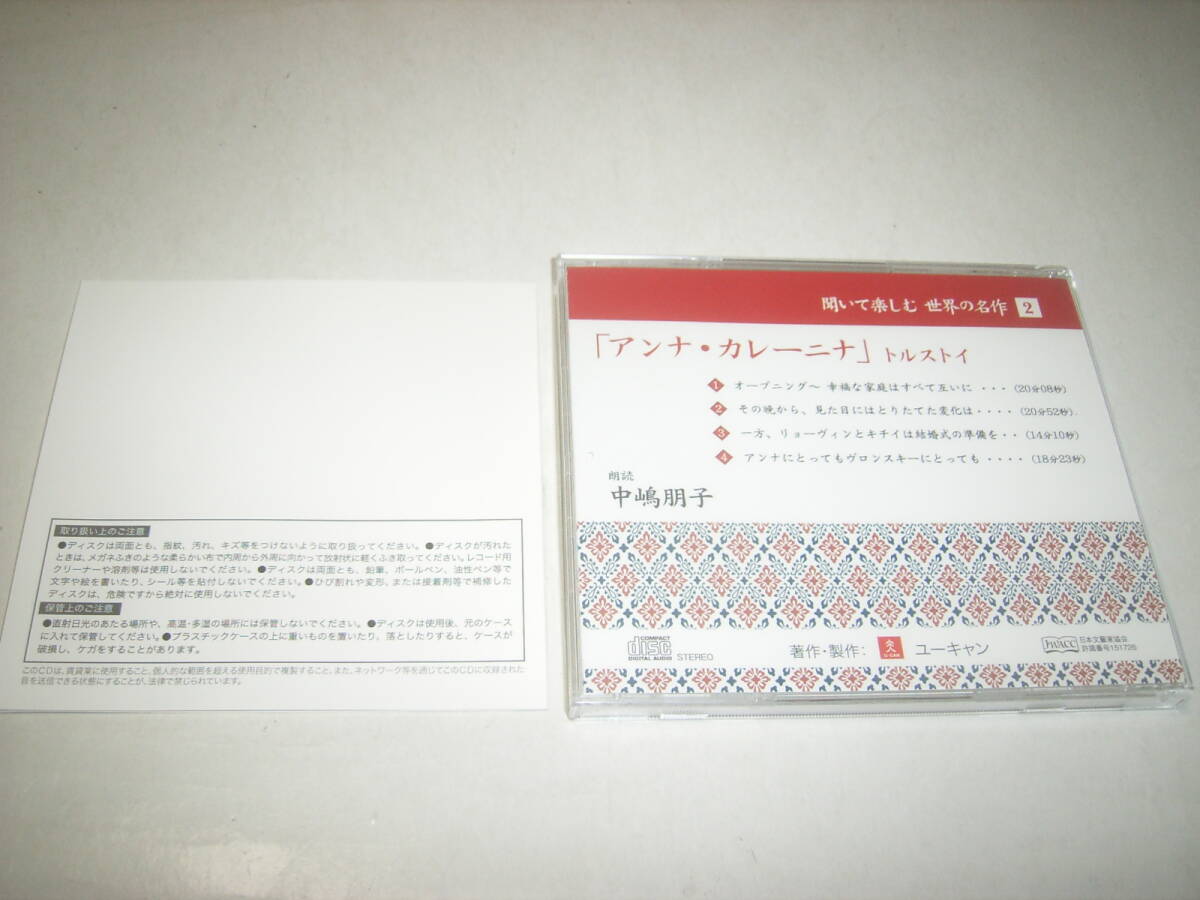 取り扱い上のご注意
●ディスクは両面とも、指紋、汚れ、キズ等をつけないように取り扱ってください。●ディスクが汚れた
ときは、メガネふきのような柔らかい布で内周から外周に向かって放射状に軽くふき取ってください。レコード用
クリーナーや溶剤等は使用しないでください。●ディスクは両面とも、鉛筆、ボールペン、油性ペン等で
文字や絵を書いたり、シール等を貼付しないでください。●ひび割れや変形、または接着剤等で補修した
ディスクは、危険ですから絶対に使用しないでください。
保管上のご注意
●直射日光のあたる場所や、高温・多湿の場所には保管しないでください。●ディスクは使用後、元のケース
に入れて保管してください。●プラスチックケースの上に重いものを置いたり、落としたりすると、ケースが
破損し、ケガをすることがあります。
このCDは、賃貸業に使用すること、個人的な範囲を超える使用目的で複製すること、また、ネットワーク等を通じてこのCDに収録された
音を送信できる状態にすることが、法律で禁じられています。
聞いて楽しむ 世界の名作 2
「アンナ・カレーニナ」トルストイ
1 オープニング〜 幸福な家庭はすべて互いに ・・・(20分08秒)
2 その晩から、見た目にはとりたてた変化は・・・・(20分52秒)
3 一方、リョーヴィンとキチイは結婚式の準備を・・(14分10秒)
4 アンナにとってもヴロンスキーにとっても ・・・・(18分23秒)
朗読
中嶋朋子
COMPACT
disc
DIGITAL AUDIO
STEREO
著作・製作: U-CAN ユーキャン
JWACC
日本文藝家協会
許諾番号151726